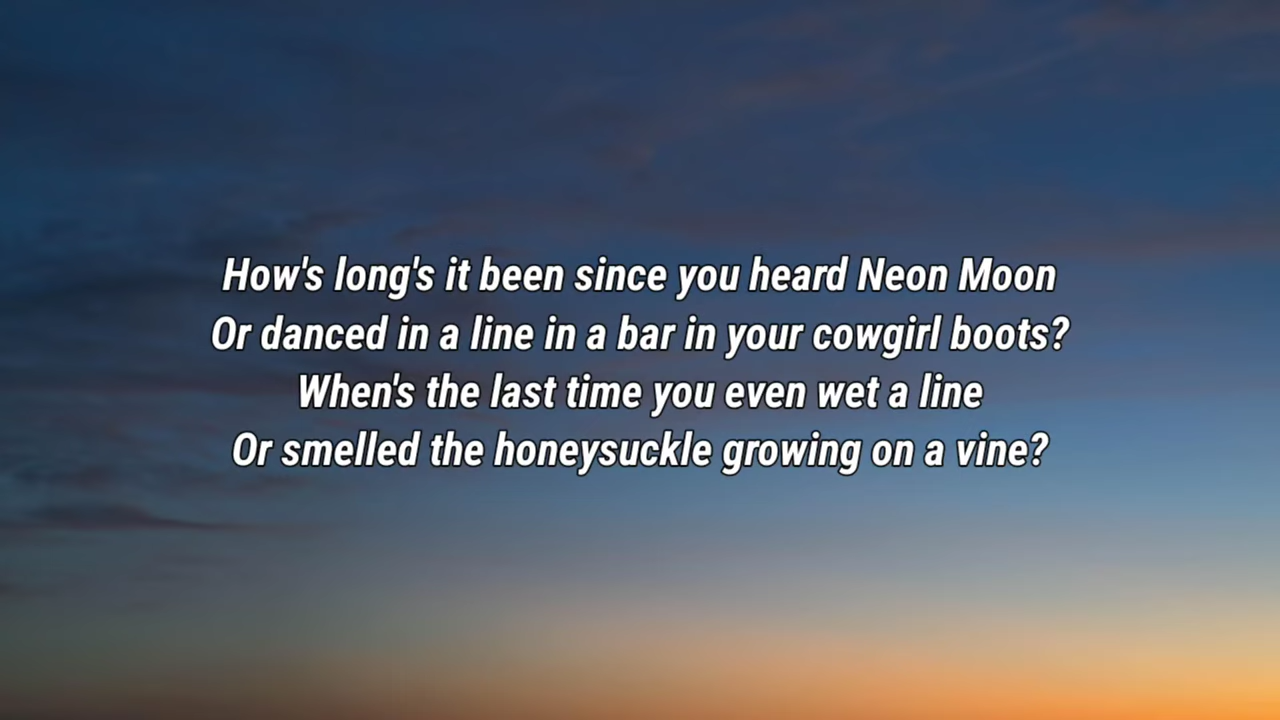 How's long's it been since you heard Neon Moon
Or danced in a line in a bar in your cowgirl boots?
When's the last time you even wet a line
Or smelled the honeysuckle growing on a vine?